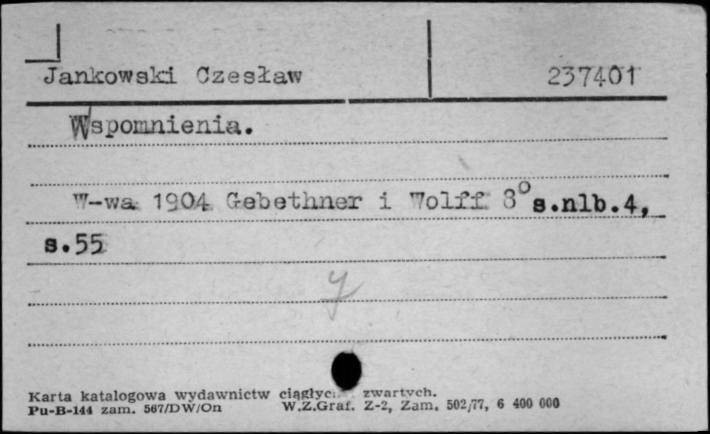 Jankowski Czesław 237401
Wspomnienia.
W-wa 1904 Gebethner i Wolff 8° s.nlb.4,
s.55
Karta katalogowa wydawnictw zwartych.
Pu-B-144 zam. 567/DW/On W.Z.Graf. Z-2, Zam. 502/77, 6 400 000